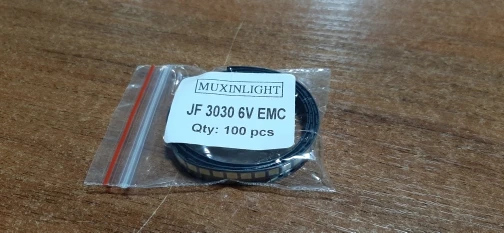 MUXINLIGHT
JF 3030 6V EMC
Qty: 100 pcs